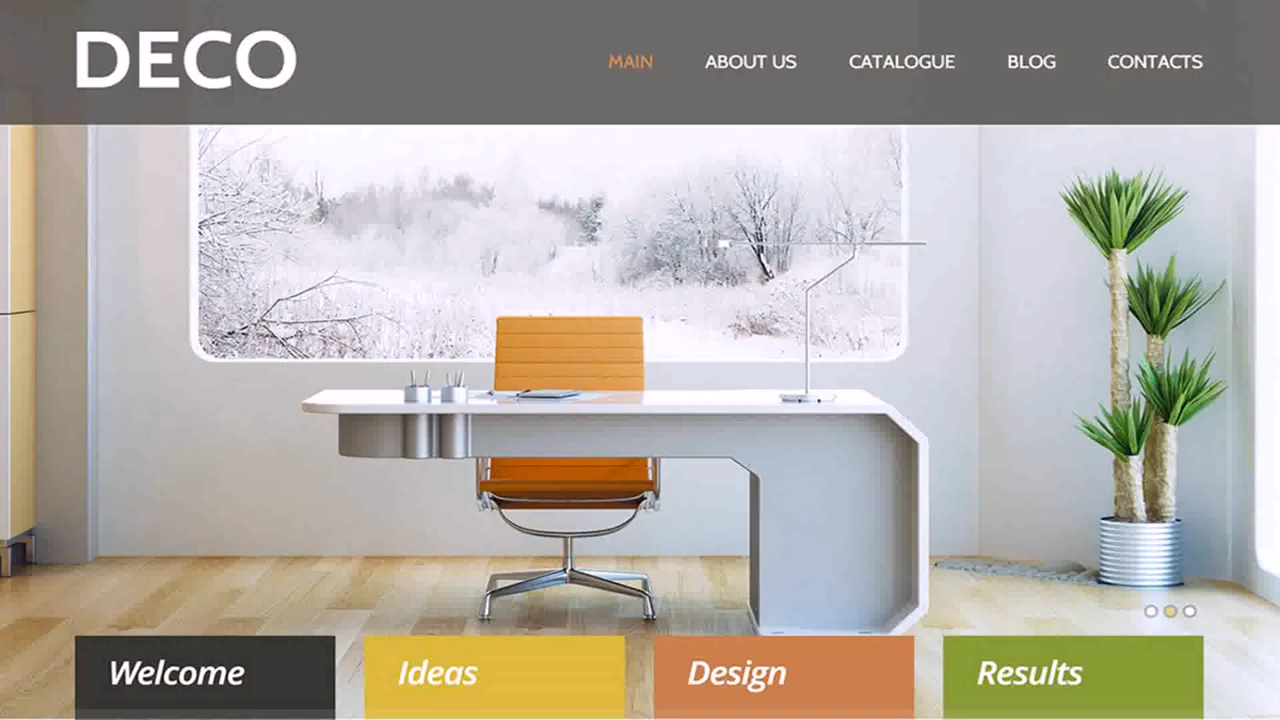 DECO
MAIN ABOUT US CATALOGUE BLOG CONTACTS
Welcome
Ideas
Design
Results